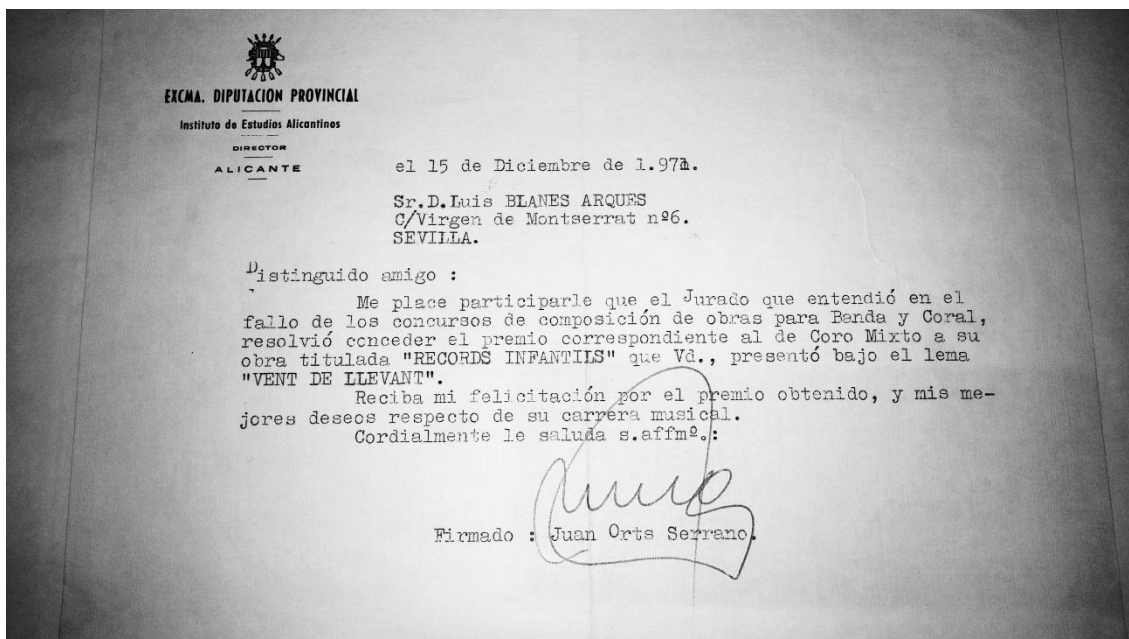 EXCMA. DIPUTACION PROVINCIAL
Instituto de Estudios Alicantinos
DIRECTOR
ALICANTE
el 15 de Diciembre de 1.971.
Sr.D.Luis BLANES ARQUES
C/Virgen de Montserrat nº6.
SEVILLA.
Distinguido amigo :
Me place participarle que el Jurado que entendió en el
fallo de los concursos de composición de obras para Banda y Coral,
resolvió conceder el premio correspondiente al de Coro Mixto a su
obra titulada "RECORDS INFANTILS" que Vd., presentó bajo el lema
"VENT DE LLEVANT".
Reciba mi felicitación por el premio obtenido, y mis me-
jores deseos respecto de su carrera musical.
Cordialmente le saluda s.affmº.:
Firmado : Juan Orts Serrano.